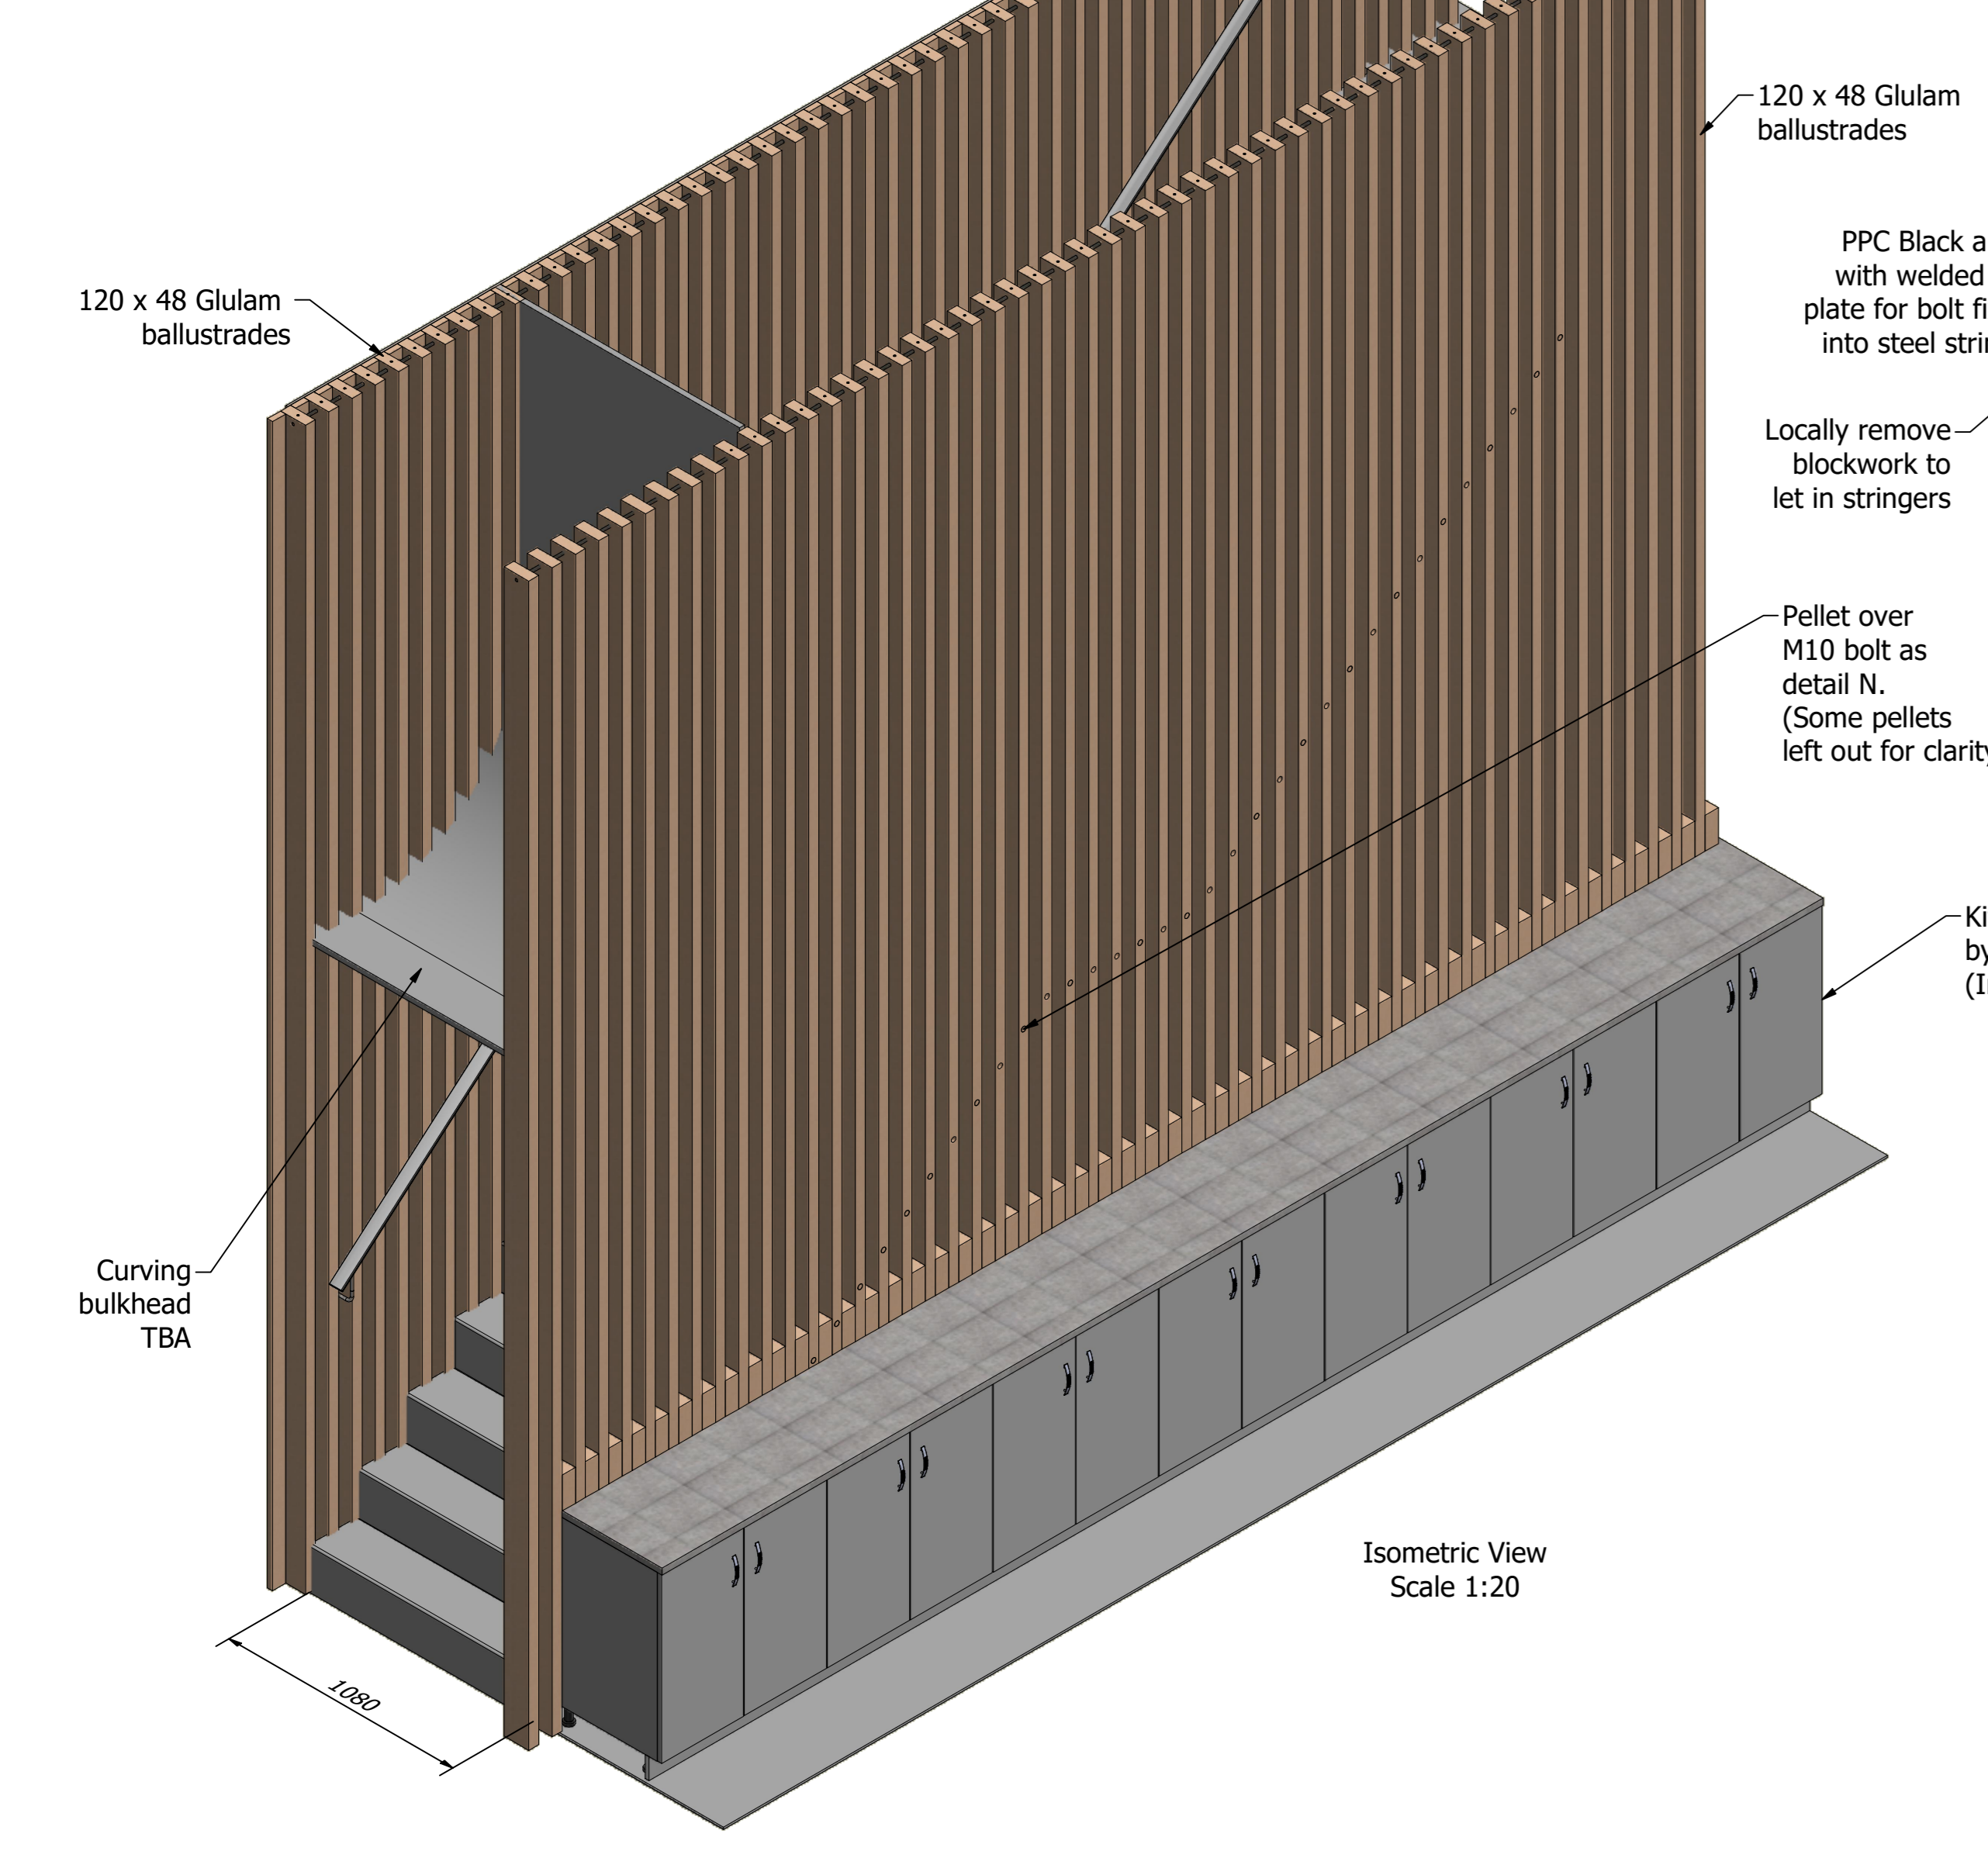 120 x 48 Glulam
ballustrades
120 x 48 Glulam
ballustrades
PPC Black a
with welded
plate for bolt fi
into steel strin
Locally remove
blockwork to
let in stringers
Pellet over
M10 bolt as
detail N.
(Some pellets
left out for clarity
Ki
by
(I
Curving
bulkhead
TBA
Isometric View
Scale 1:20
1080